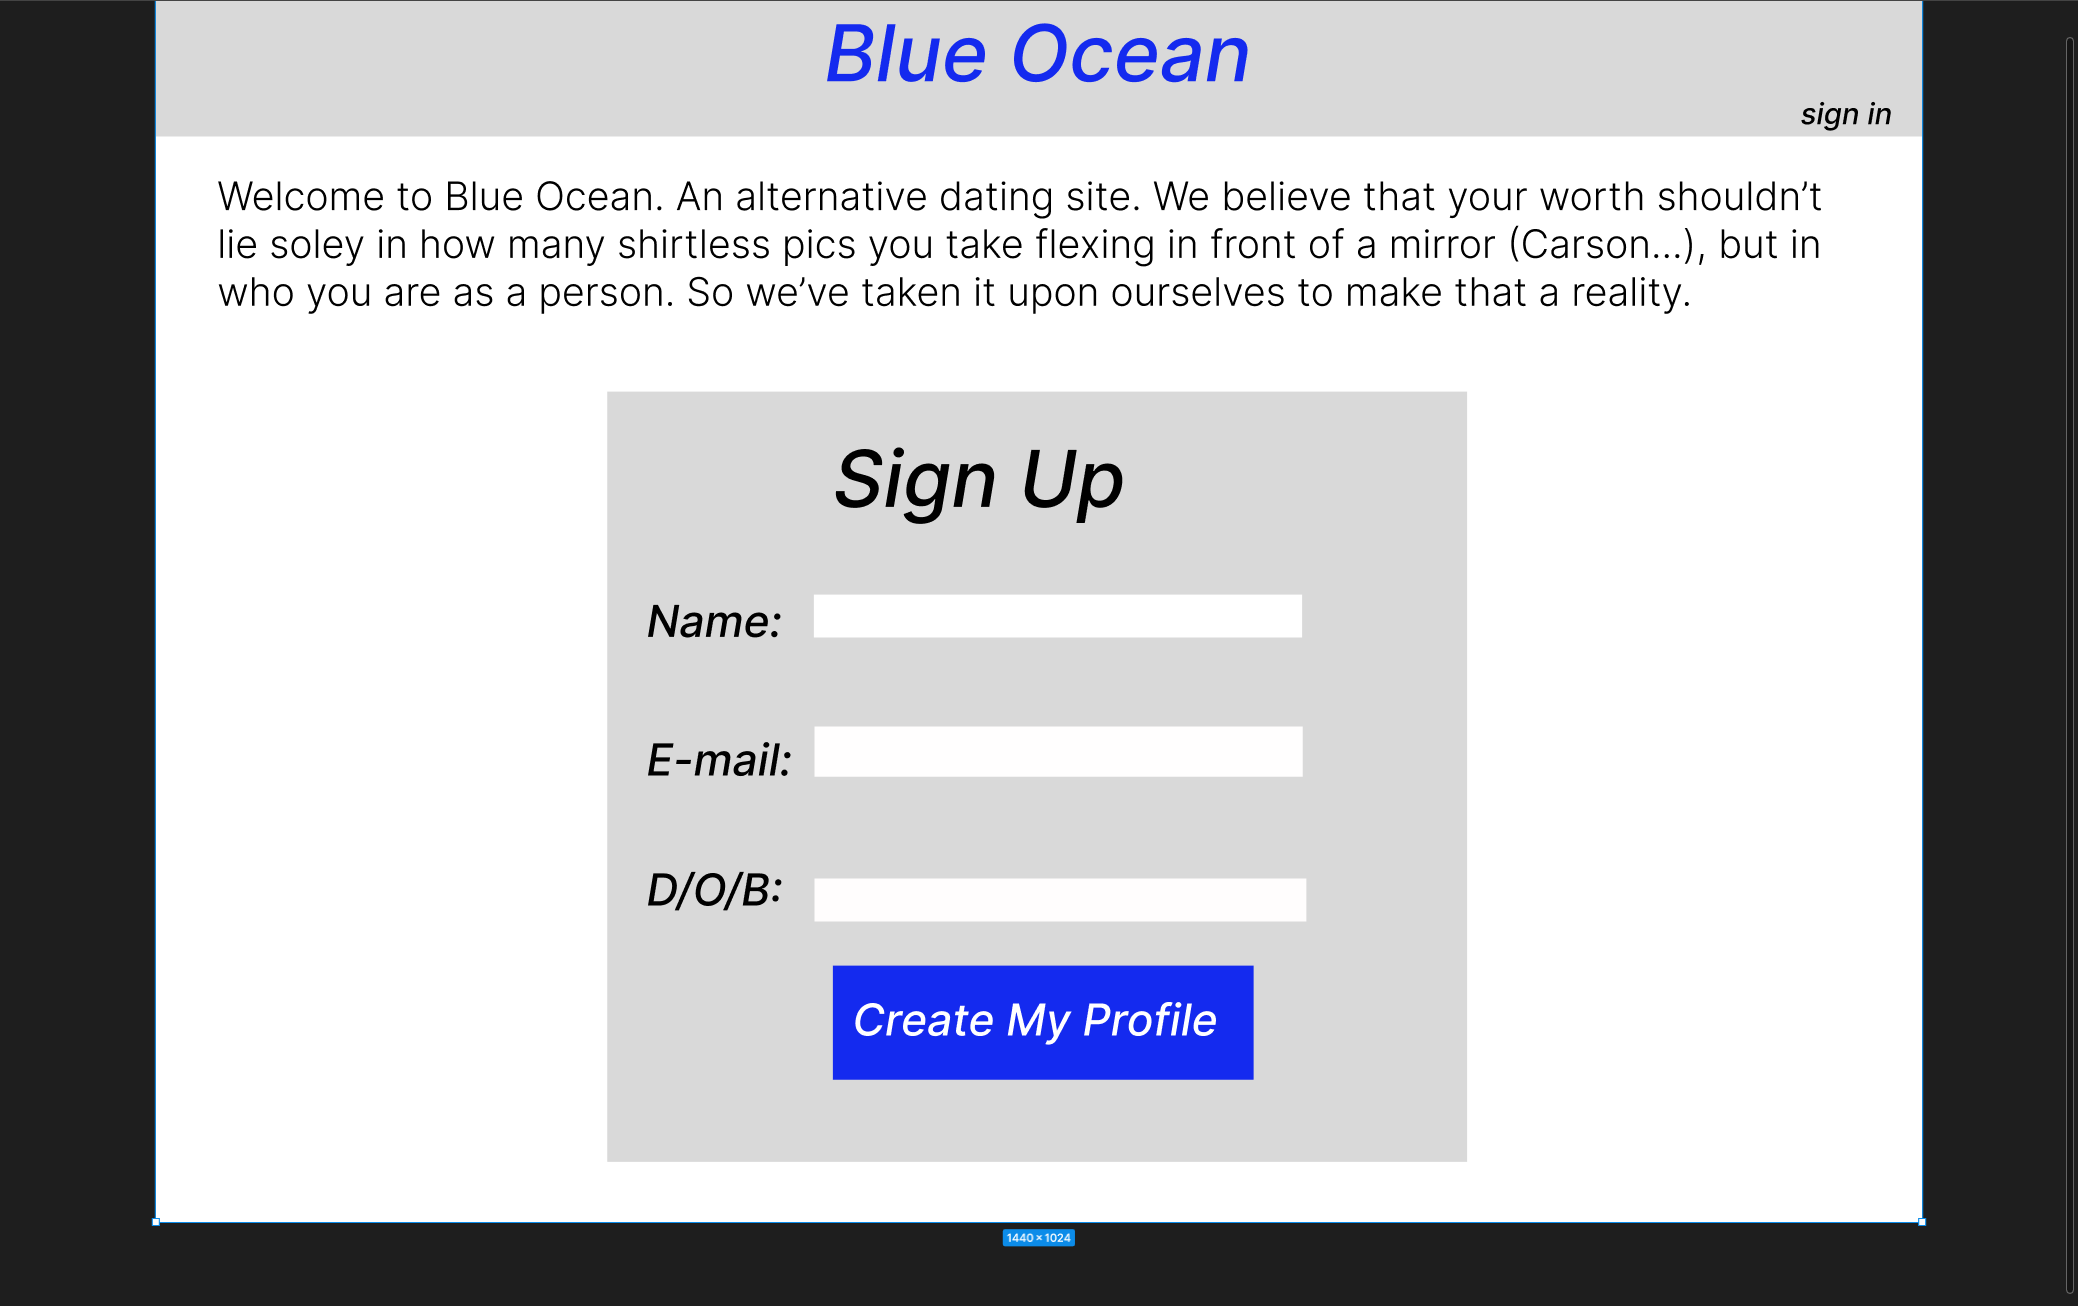 Blue Ocean
sign in
Welcome to Blue Ocean. An alternative dating site. We believe that your worth shouldn’t
lie soley in how many shirtless pics you take flexing in front of a mirror (Carson...), but in
who you are as a person. So we’ve taken it upon ourselves to make that a reality.
Sign Up
Name:
E-mail:
D/O/B:
Create My Profile
1440 × 1024